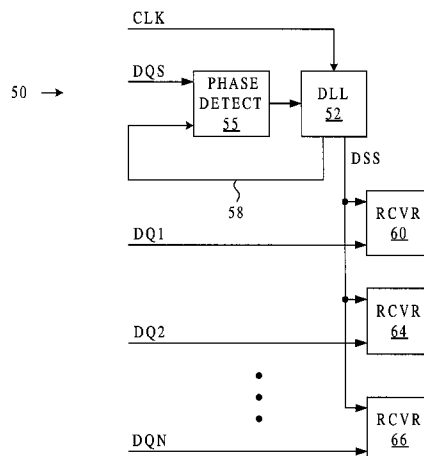 CLK
DQS
50
PHASE
DETECT
55
DLL
52
DSS
58
RCVR
60
DQ1
RCVR
64
DQ2
RCVR
66
DQN